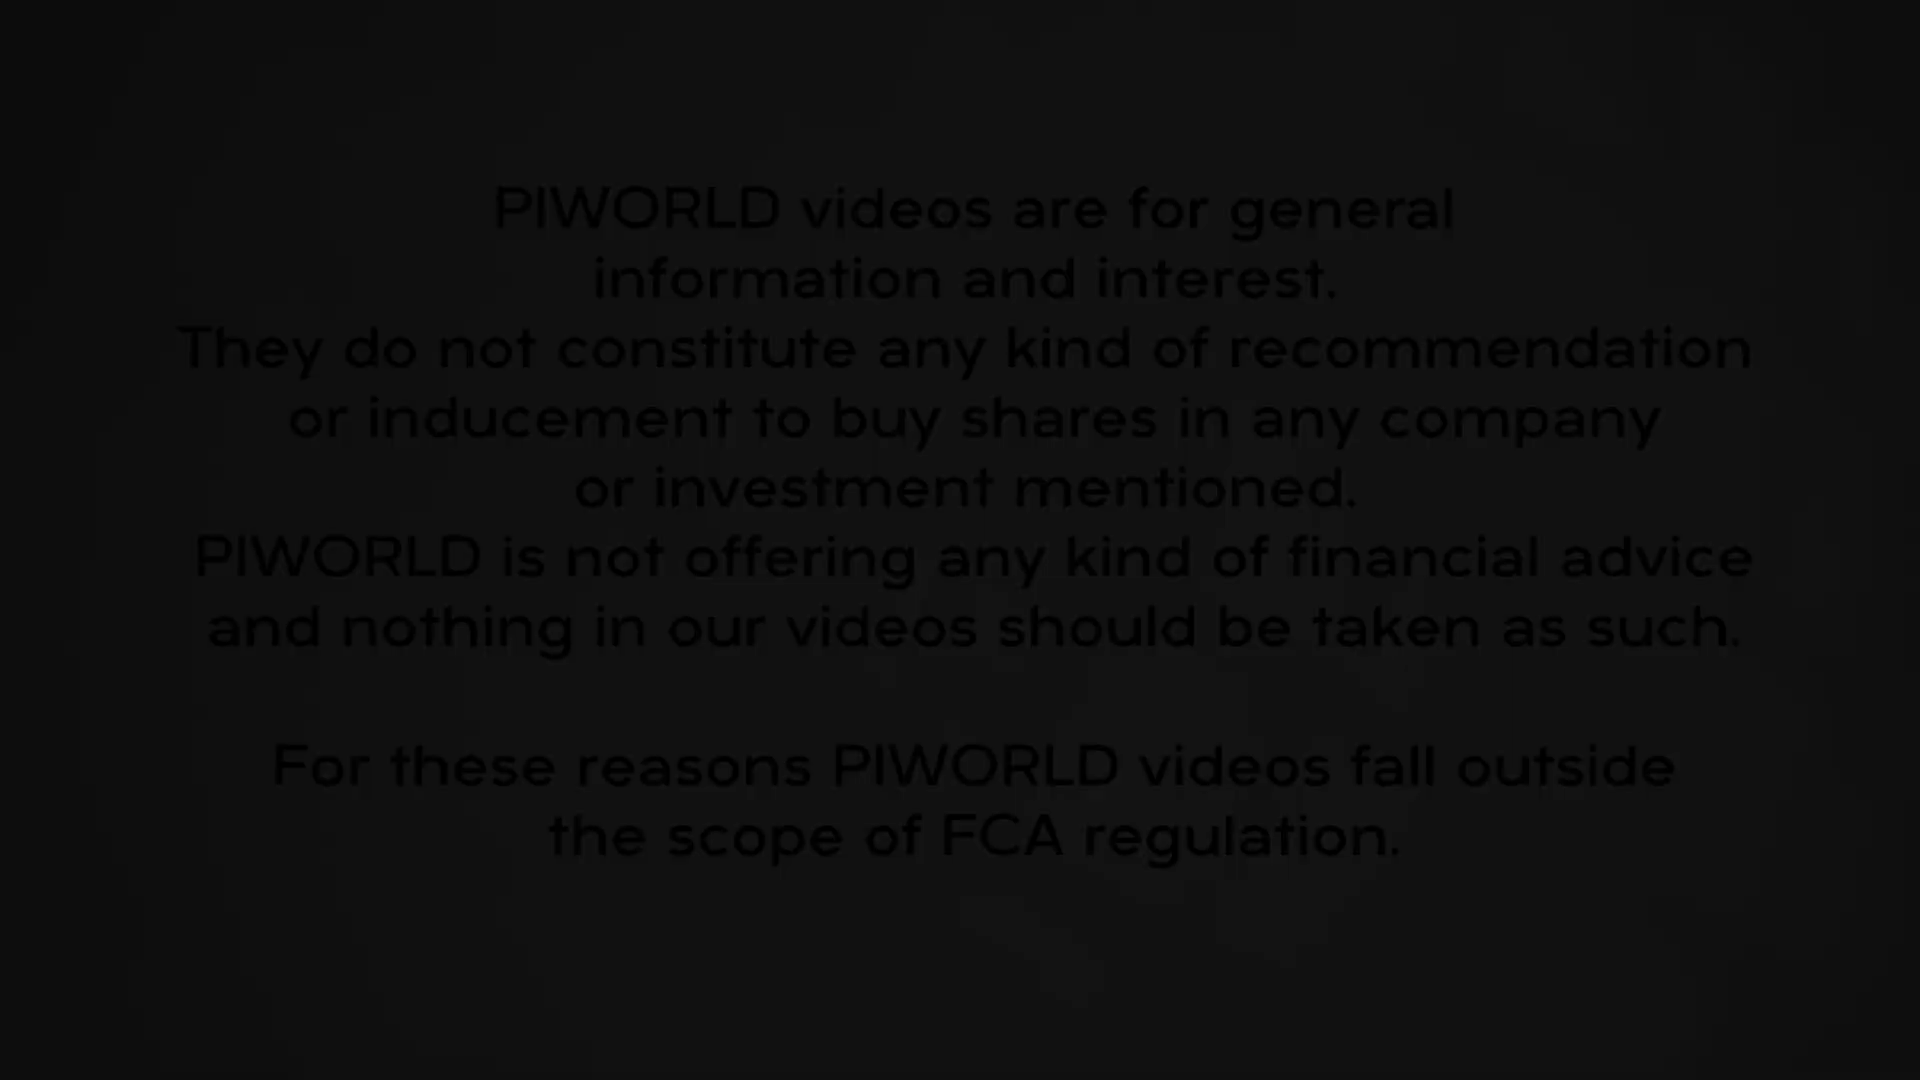 PIWORLD videos are for general
information and interest.
They do not constitute any kind of recommendation
or inducement to buy shares in any company
or investment mentioned.
PIWORLD is not offering any kind of financial advice
and nothing in our videos should be taken as such.
For these reasons PIWORLD videos fall outside
the scope of FCA regulation.